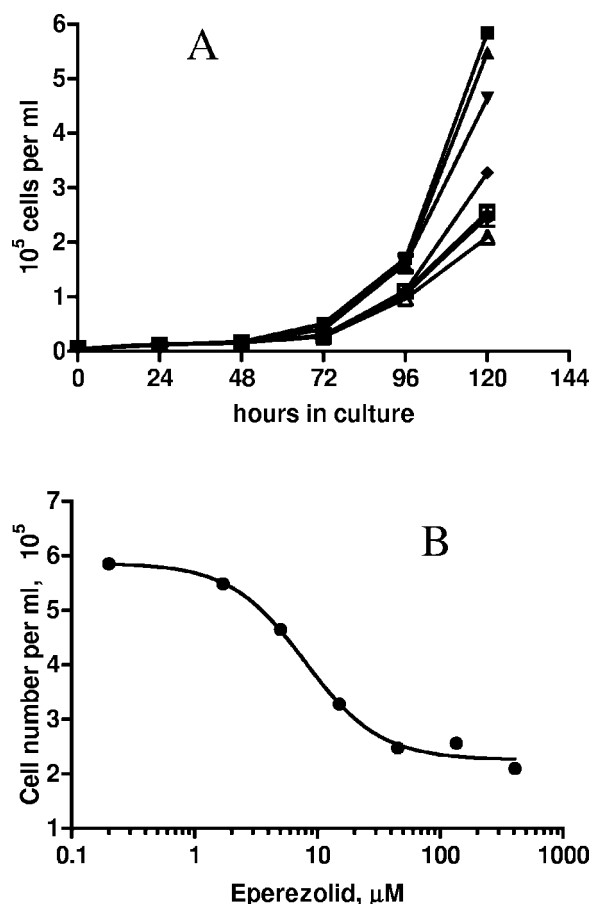 A
6
5
4
3
2
1
0
10⁵ cells per ml
0 24 48 72 96 120 144
hours in culture
B
7
6
5
4
3
2
1
Cell number per ml, 10⁵
0.1 1 10 100 1000
Eperezolid, µM